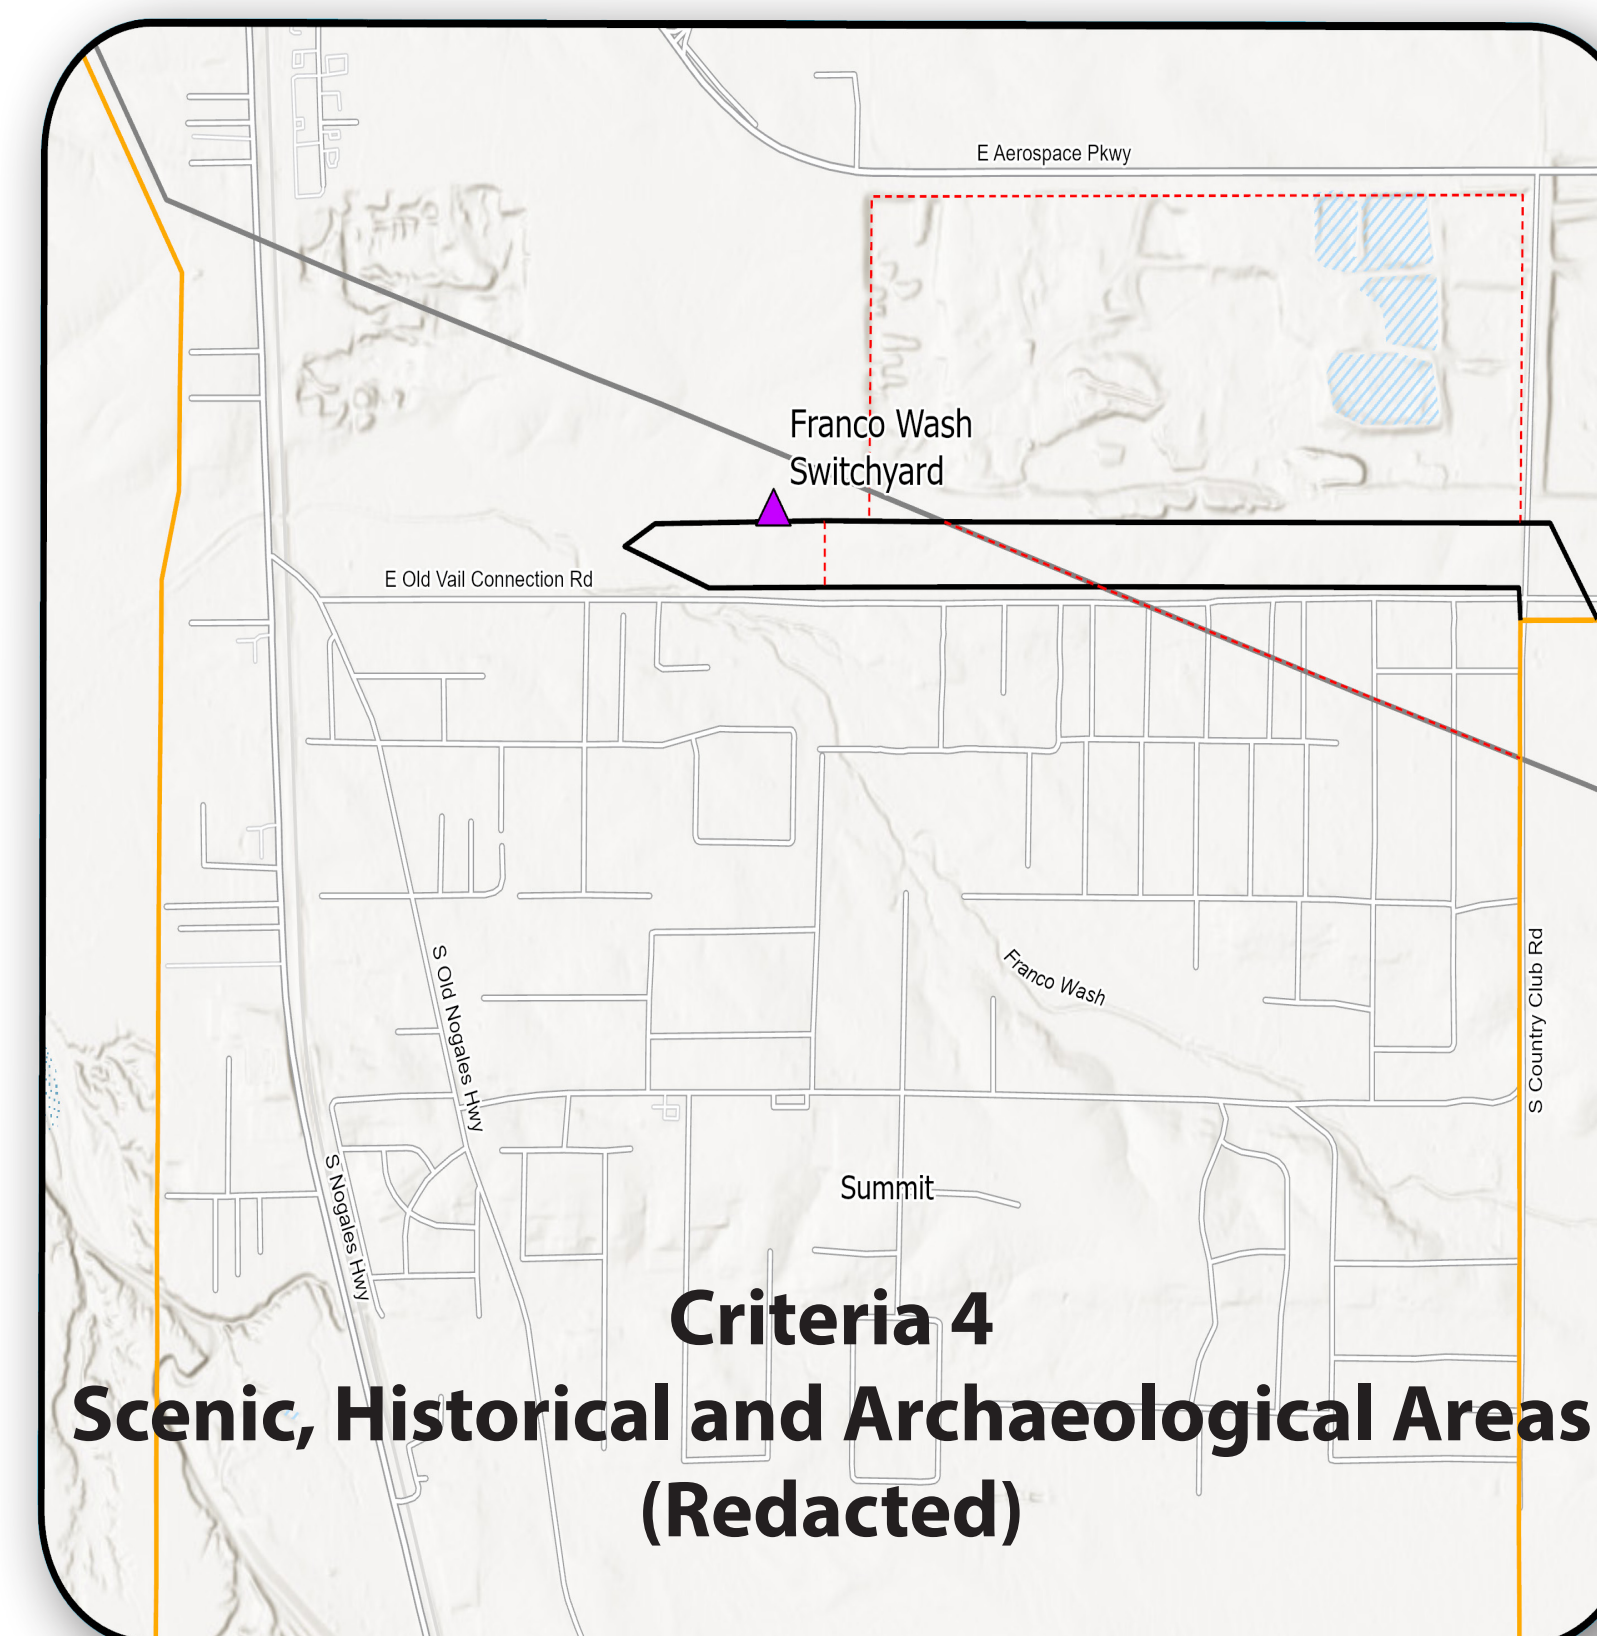 E Aerospace Pkwy
Franco Wash
Switchyard
E Old Vail Connection Rd
S Old Nogales Hwy
Franco Wash
S Country Club Rd
S Nogales Hwy
Summit
Criteria 4
Scenic, Historical and Archaeological Areas
(Redacted)